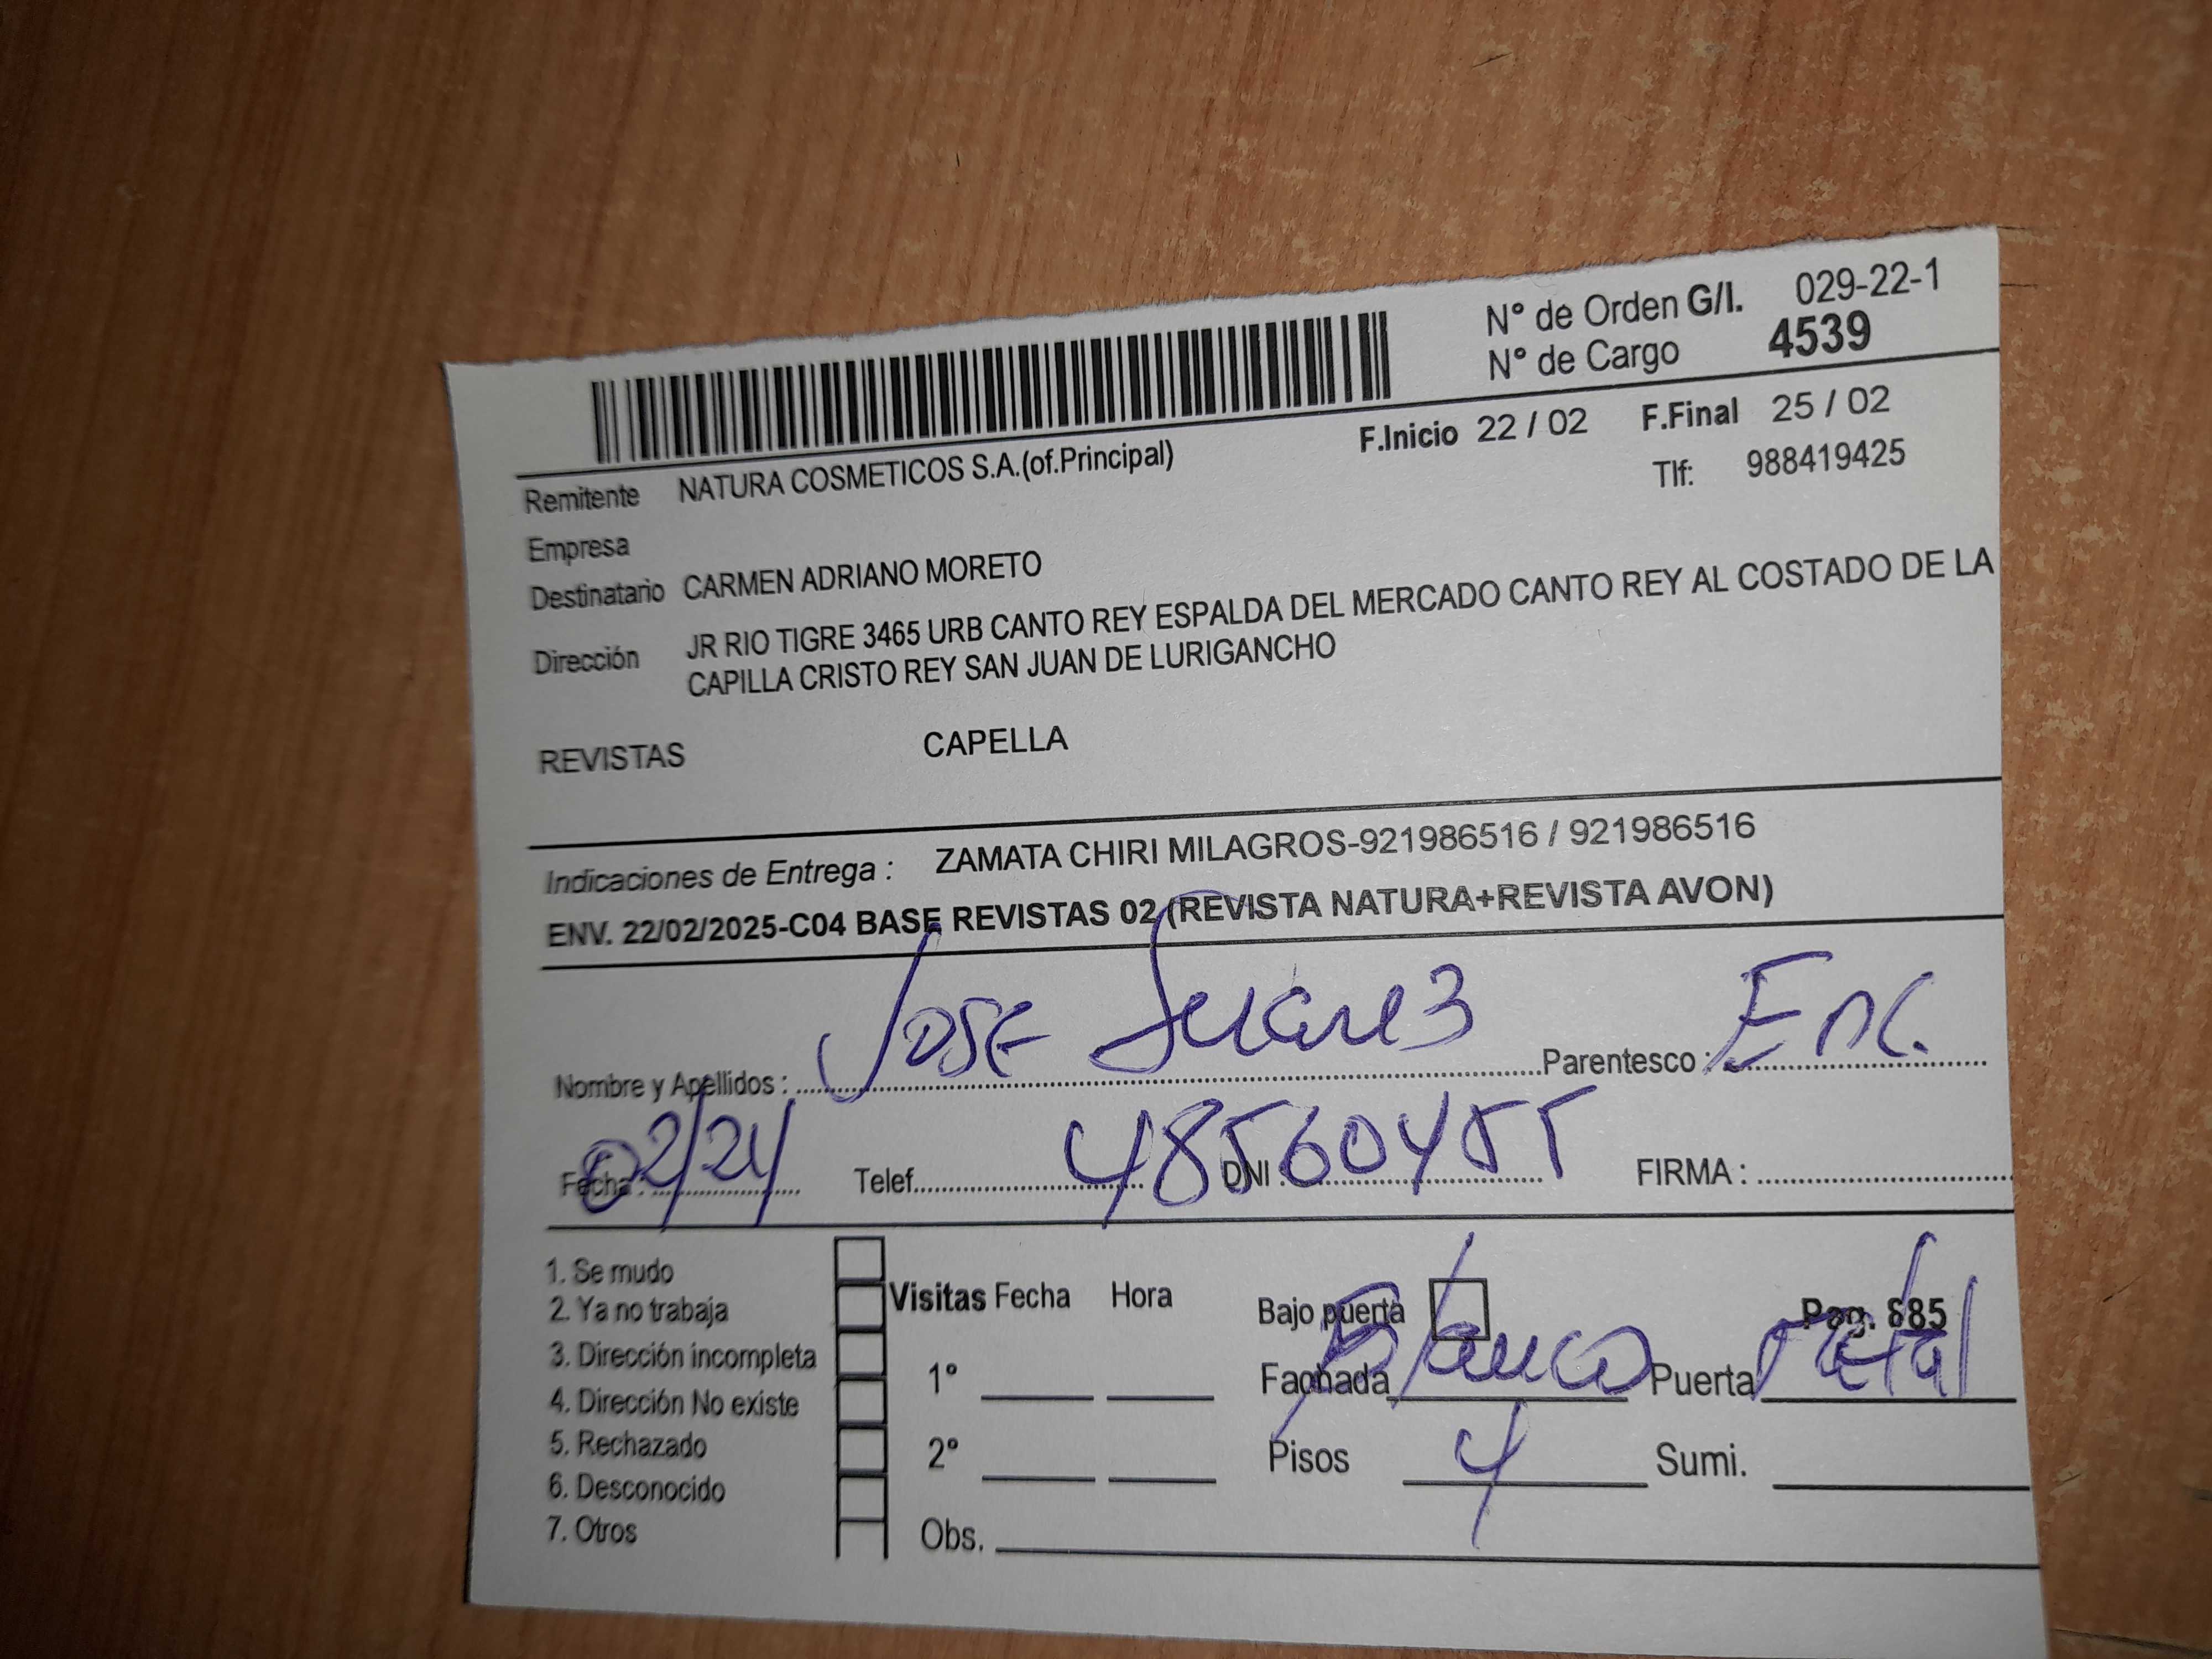 N° de Orden G/I. 029-22-1
N° de Cargo 4539
F.Inicio 22 / 02 F.Final 25 / 02
Remitente NATURA COSMETICOS S.A.(of.Principal) Tlf: 988419425
Empresa
Destinatario CARMEN ADRIANO MORETO
Dirección JR RIO TIGRE 3465 URB CANTO REY ESPALDA DEL MERCADO CANTO REY AL COSTADO DE LA
CAPILLA CRISTO REY SAN JUAN DE LURIGANCHO
REVISTAS CAPELLA
Indicaciones de Entrega : ZAMATA CHIRI MILAGROS-921986516 / 921986516
ENV. 22/02/2025-C04 BASE REVISTAS 02 (REVISTA NATURA+REVISTA AVON)
Nombre y Apellidos : JOSE Suarez Parentesco : Enc.
Fecha : 02/24 Telef. DNI : 48560455 FIRMA :
1. Se mudo
2. Ya no trabaja Visitas Fecha Hora Bajo puerta Pag. 885
3. Dirección incompleta 1° Fachada Blanco Puerta metal
4. Dirección No existe
5. Rechazado 2° Pisos 4 Sumi.
6. Desconocido
7. Otros Obs.